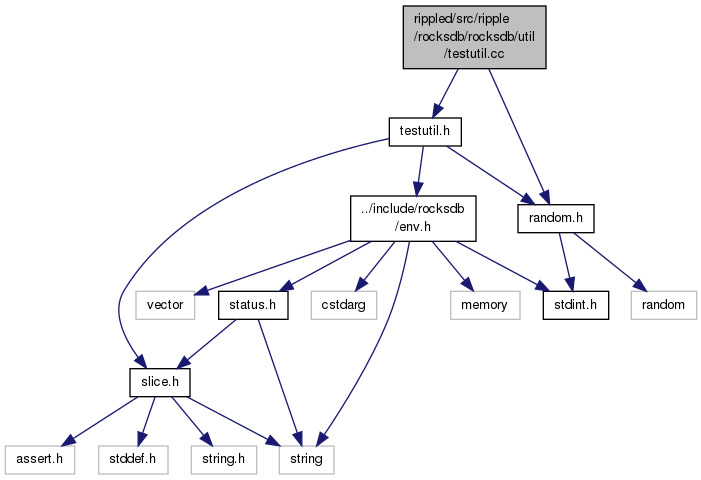 rippled/src/ripple
/rocksdb/rocksdb/util
/testutil.cc
testutil.h
../include/rocksdb
/env.h
random.h
vector
status.h
cstdarg
memory
stdint.h
random
slice.h
assert.h
stddef.h
string.h
string